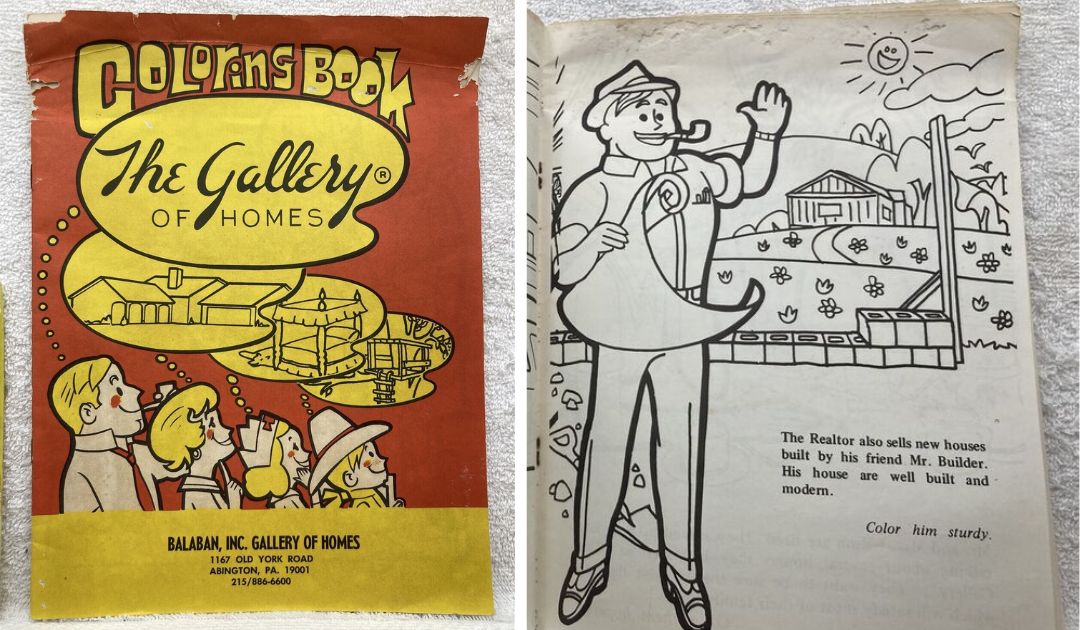 COLORING BOOK
The Gallery®
OF HOMES
BALABAN, INC. GALLERY OF HOMES
1167 OLD YORK ROAD
ABINGTON, PA. 19001
215/886-6600
The Realtor also sells new houses
built by his friend Mr. Builder.
His house are well built and
modern.
Color him sturdy.